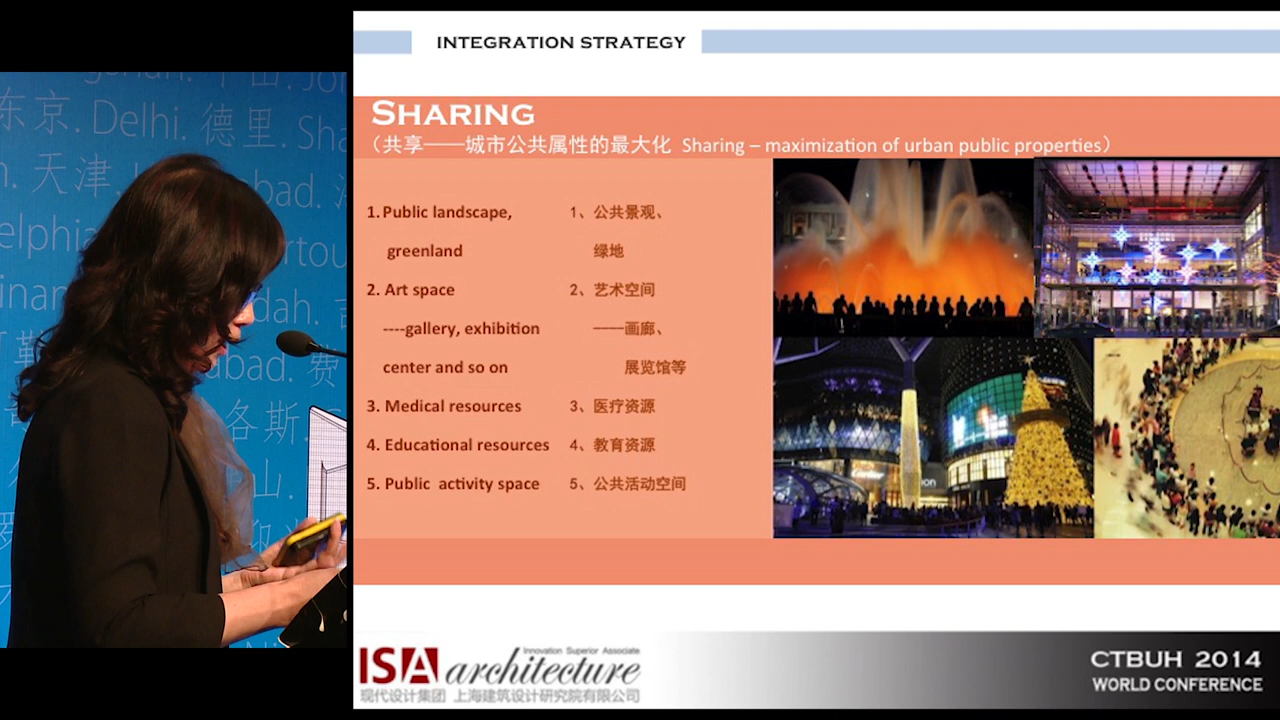 东京. Delhi. 德里. Sha
天津.
bad.
elphia
inan
dah.
bad. 费
各斯.
山.
INTEGRATION STRATEGY
SHARING
（共享——城市公共属性的最大化 Sharing – maximization of urban public properties）
1. Public landscape, 1、公共景观、
greenland 绿地
2. Art space 2、艺术空间
----gallery, exhibition ——画廊、
center and so on 展览馆等
3. Medical resources 3、医疗资源
4. Educational resources 4、教育资源
5. Public activity space 5、公共活动空间
Innovation Superior Associate
ISA architecture
现代设计集团 上海建筑设计研究院有限公司
CTBUH 2014
WORLD CONFERENCE